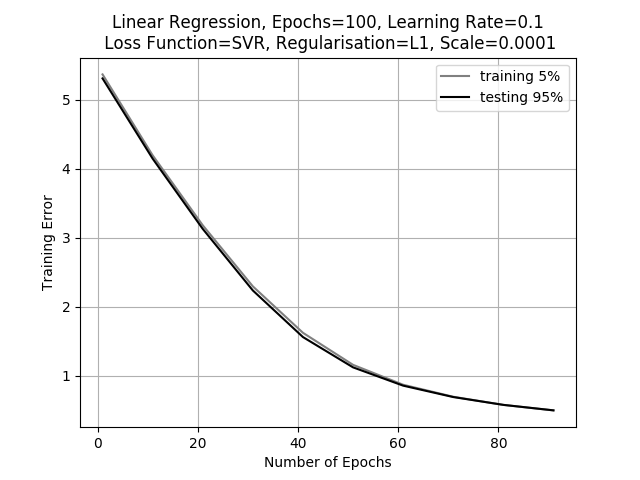 Linear Regression, Epochs=100, Learning Rate=0.1
Loss Function=SVR, Regularisation=L1, Scale=0.0001
training 5%
testing 95%
Training Error
5
4
3
2
1
0
20
40
60
80
Number of Epochs